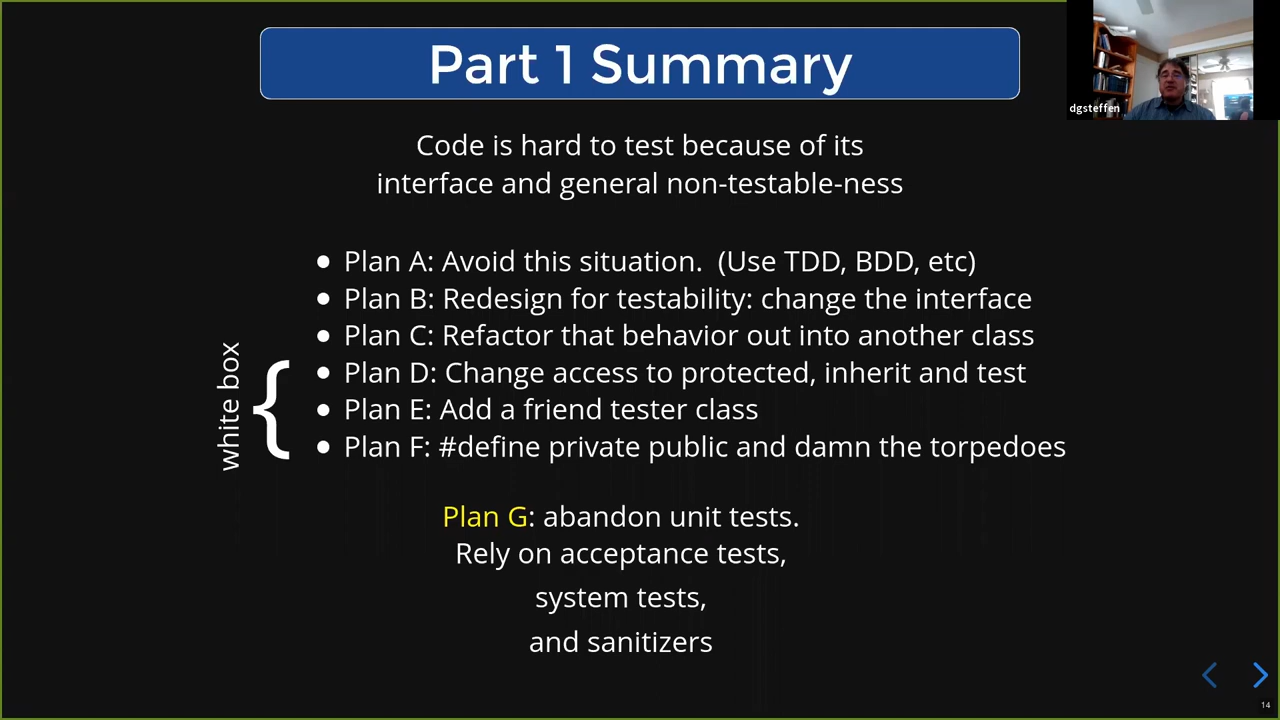 Part 1 Summary
dgsteffen
Code is hard to test because of its
interface and general non-testable-ness
• Plan A: Avoid this situation.  (Use TDD, BDD, etc)
• Plan B: Redesign for testability: change the interface
• Plan C: Refactor that behavior out into another class
white box
{
• Plan D: Change access to protected, inherit and test
• Plan E: Add a friend tester class
• Plan F: #define private public and damn the torpedoes
Plan G: abandon unit tests.
Rely on acceptance tests,
system tests,
and sanitizers
14